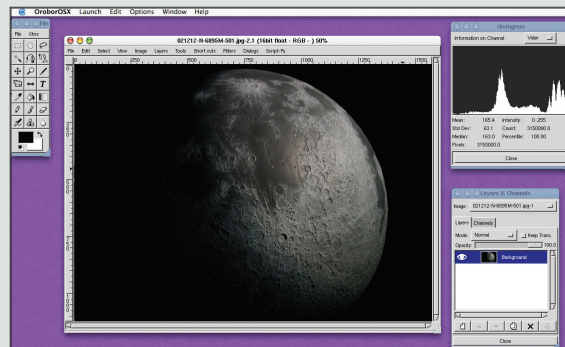 OroborOSX Launch Edit Options Window Help
File
File Xtns
021212-N-6895M-501.jpg-2.1 (16bit float - RGB - ) 50%
File Edit Select View Image Layers Tools Short cuts Filters Dialogs Script-Fu
0 250 500 750 1000 1250 1500
Histogram
Information on Channel: Value
Mean: 165.4 Intensity: 0..255
Std Dev: 63.1 Count: 3150000.0
Median: 163.0 Percentile: 100.00
Pixels: 3150000.0
Close
Layers & Channels
Image: 021212-N-6895M-501.jpg-1
Layers Channels
Mode: Normal Keep Trans.
Opacity: 100.0
Background
Close